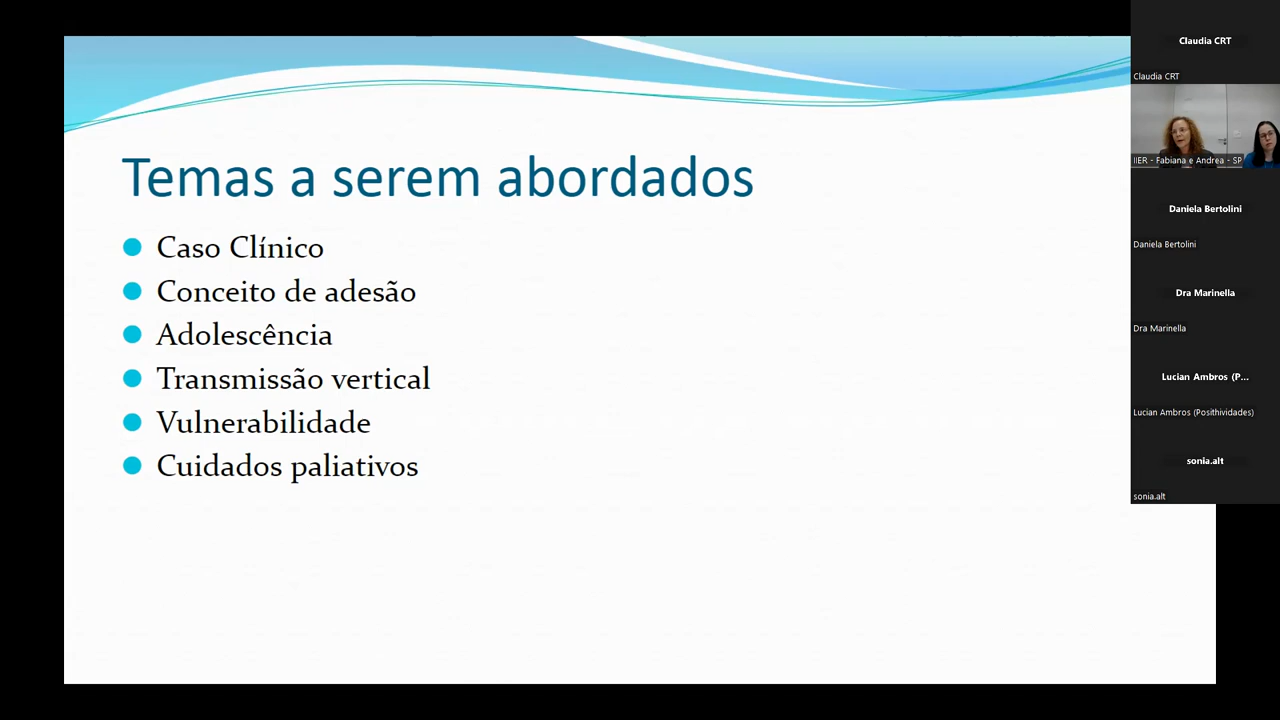 Temas a serem abordados
Caso Clínico
Conceito de adesão
Adolescência
Transmissão vertical
Vulnerabilidade
Cuidados paliativos
Claudia CRT
Claudia CRT
IIER - Fabiana e Andrea - SP
Daniela Bertolini
Daniela Bertolini
Dra Marinella
Dra Marinella
Lucian Ambros (P...
Lucian Ambros (Posithividades)
sonia.alt
sonia.alt